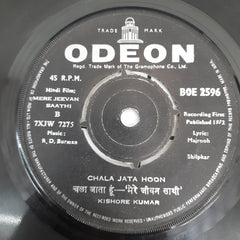 TRADE MARK
ODEON
Regd. Trade Mark of The Gramophone Co., Ltd.
45 R.P.M.
BOE 2596
Hindi Film:
MERE JEEVAN
SAATHI
B
7XJW 7275
Music:
R. D. Burman
Recording First
Published 1972
Lyric:
Majrooh
Shilpkar
CHALA JATA HOON
चला जाता हूँ—'मेरे जीवन साथी'
KISHORE KUMAR